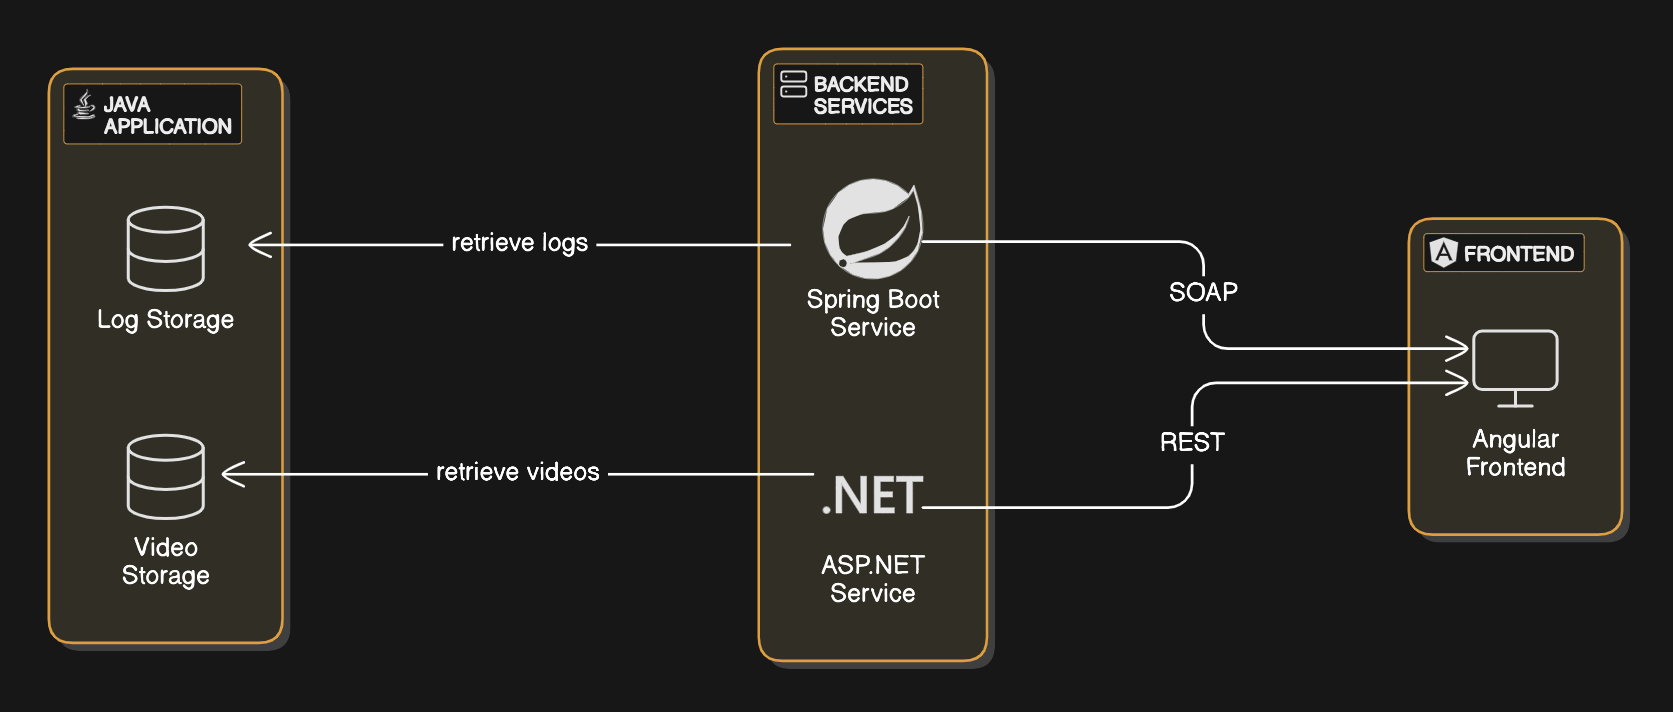 JAVA
APPLICATION
Log Storage
Video
Storage
retrieve logs
retrieve videos
BACKEND
SERVICES
Spring Boot
Service
.NET
ASP.NET
Service
SOAP
REST
A
FRONTEND
Angular
Frontend